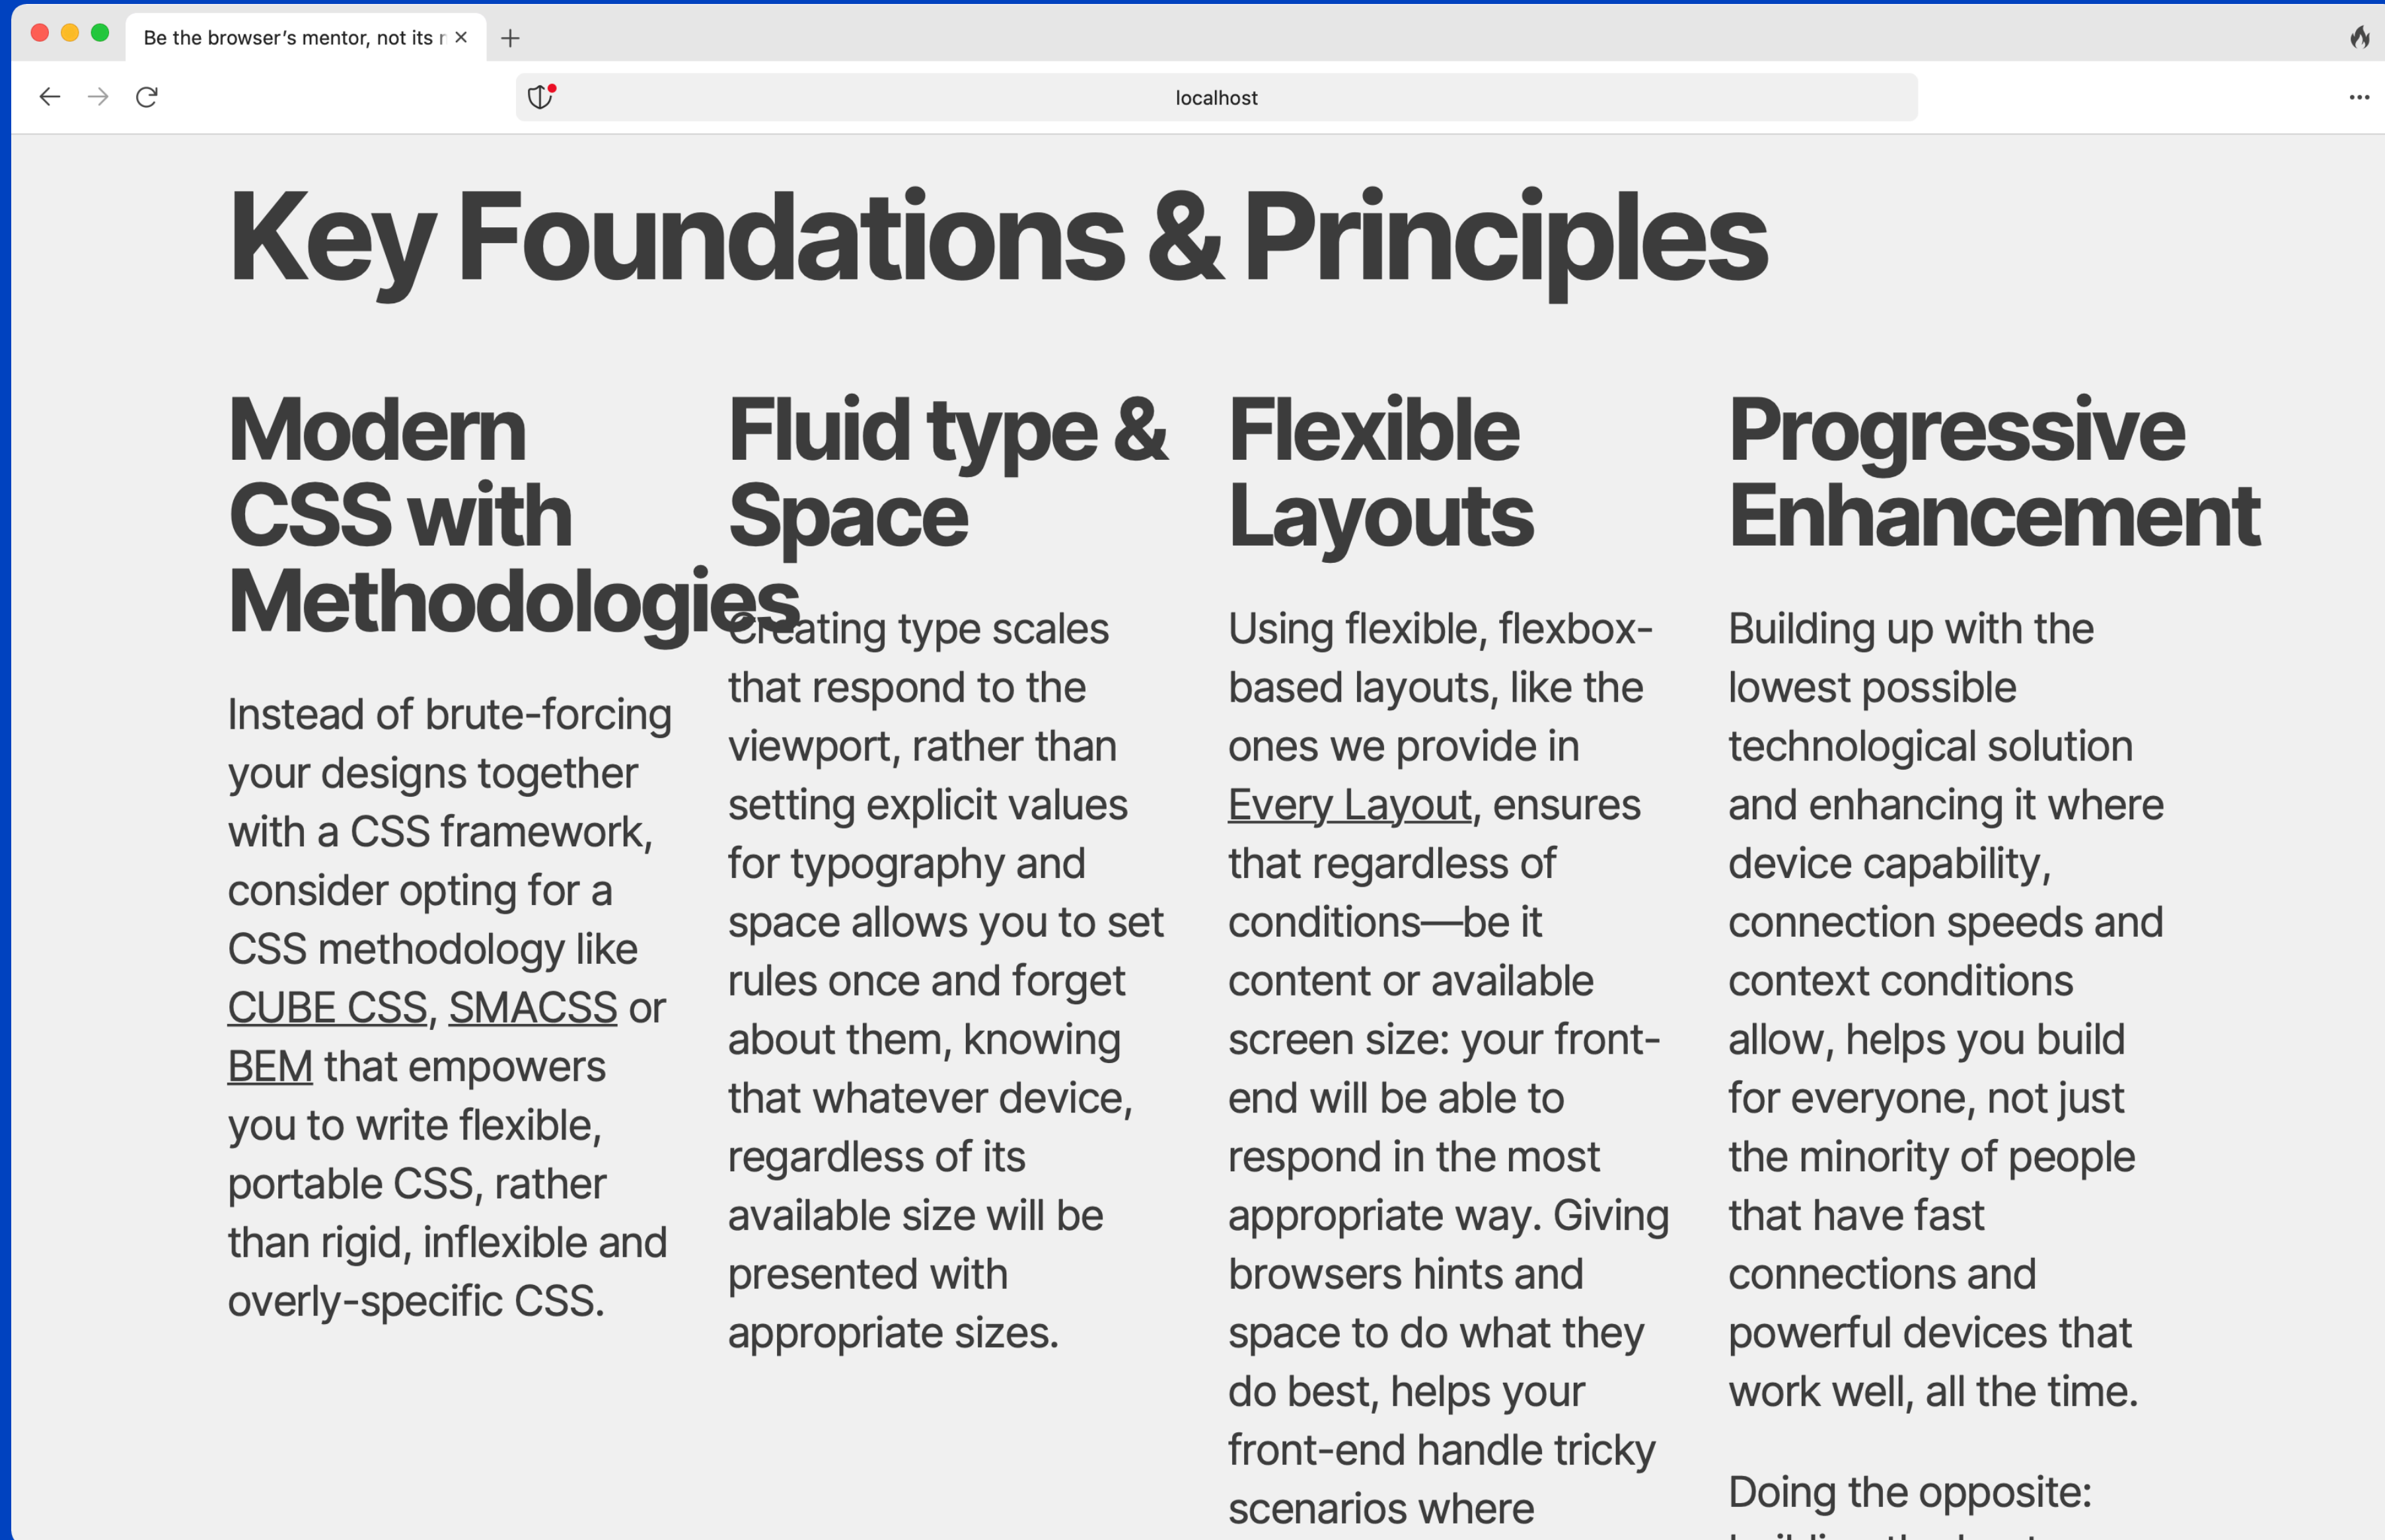 Be the browser’s mentor, not its
localhost
Key Foundations & Principles
Modern
CSS with
Methodologies
Instead of brute-forcing
your designs together
with a CSS framework,
consider opting for a
CSS methodology like
CUBE CSS, SMACSS or
BEM that empowers
you to write flexible,
portable CSS, rather
than rigid, inflexible and
overly-specific CSS.
Fluid type &
Space
Creating type scales
that respond to the
viewport, rather than
setting explicit values
for typography and
space allows you to set
rules once and forget
about them, knowing
that whatever device,
regardless of its
available size will be
presented with
appropriate sizes.
Flexible
Layouts
Using flexible, flexbox-
based layouts, like the
ones we provide in
Every Layout, ensures
that regardless of
conditions—be it
content or available
screen size: your front-
end will be able to
respond in the most
appropriate way. Giving
browsers hints and
space to do what they
do best, helps your
front-end handle tricky
scenarios where
Progressive
Enhancement
Building up with the
lowest possible
technological solution
and enhancing it where
device capability,
connection speeds and
context conditions
allow, helps you build
for everyone, not just
the minority of people
that have fast
connections and
powerful devices that
work well, all the time.
Doing the opposite: